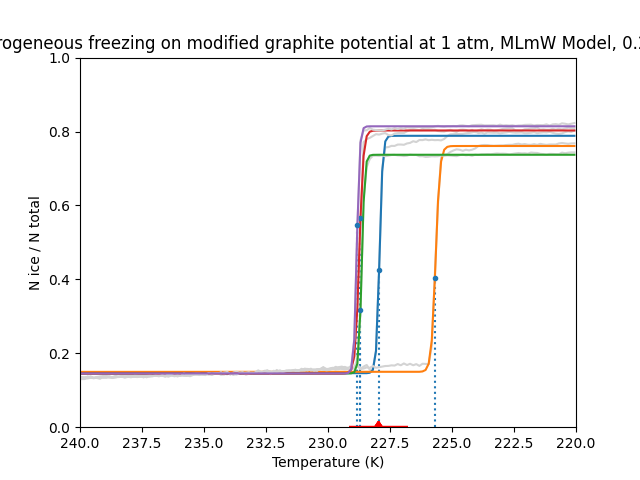 freezing on modified graphite potential at 1 atm, MLmW Model,
1.0
0.8
0.6
0.4
0.2
0.0
N ice / N total
240.0 237.5 235.0 232.5 230.0 227.5 225.0 222.5 220.0
Temperature (K)